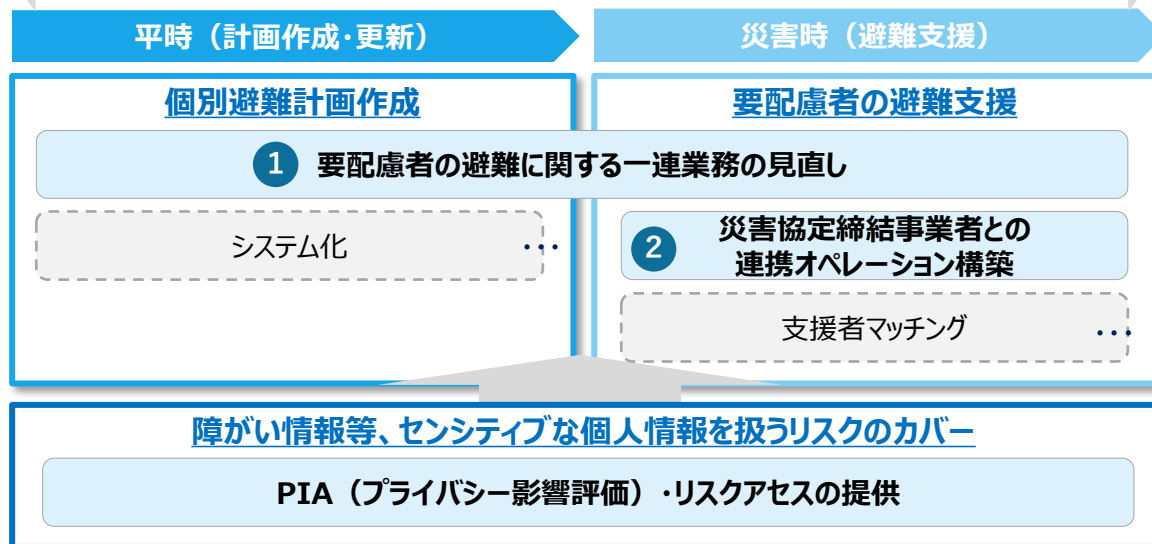 平時（計画作成・更新）
災害時（避難支援）
個別避難計画作成
要配慮者の避難支援
1 要配慮者の避難に関する一連業務の見直し
システム化 …
2 災害協定締結事業者との
連携オペレーション構築
支援者マッチング …
障がい情報等、センシティブな個人情報を扱うリスクのカバー
PIA（プライバシー影響評価）・リスクアセスの提供